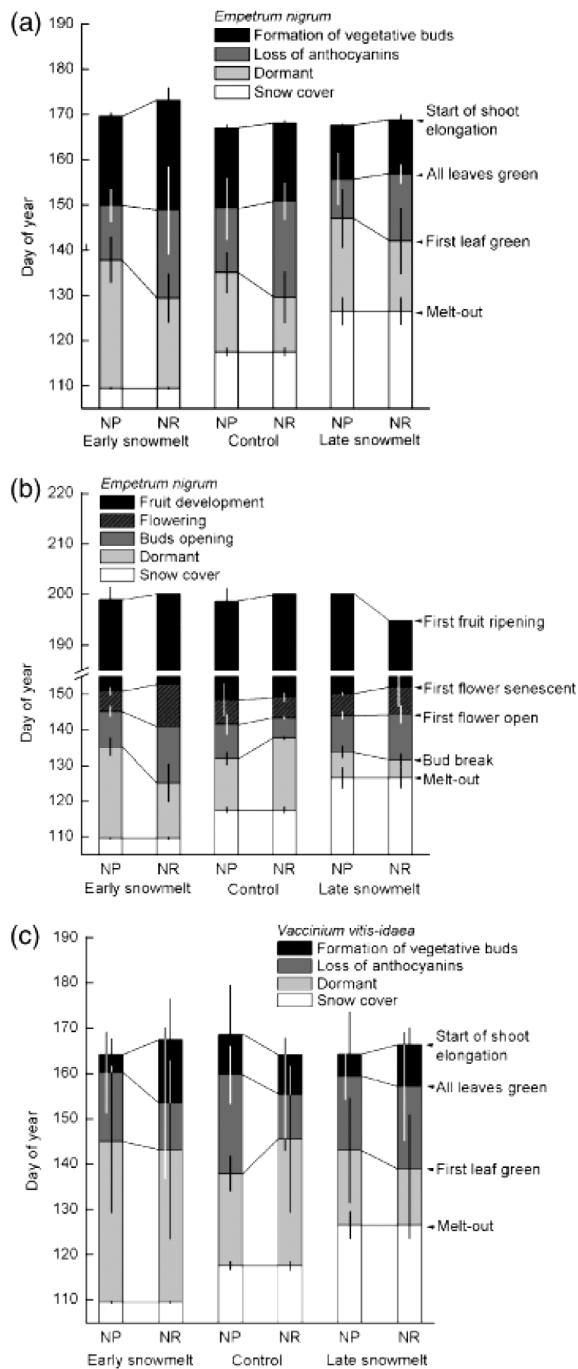 (a)
Empetrum nigrum
Formation of vegetative buds
Loss of anthocyanins
Dormant
Snow cover
190
180
170
160
150
140
130
120
110
Day of year
Start of shoot
elongation
All leaves green
First leaf green
Melt-out
NP NR NP NR NP NR
Early snowmelt Control Late snowmelt
(b)
Empetrum nigrum
Fruit development
Flowering
Buds opening
Dormant
Snow cover
220
210
200
190
150
140
130
120
110
Day of year
First fruit ripening
First flower senescent
First flower open
Bud break
Melt-out
NP NR NP NR NP NR
Early snowmelt Control Late snowmelt
(c)
Vaccinium vitis-idaea
Formation of vegetative buds
Loss of anthocyanins
Dormant
Snow cover
190
180
170
160
150
140
130
120
110
Day of year
Start of shoot
elongation
All leaves green
First leaf green
Melt-out
NP NR NP NR NP NR
Early snowmelt Control Late snowmelt